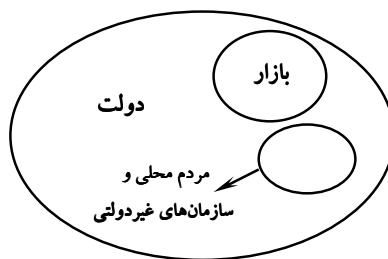 بازار
دولت
مردم محلی و
سازمان‌های غیردولتی